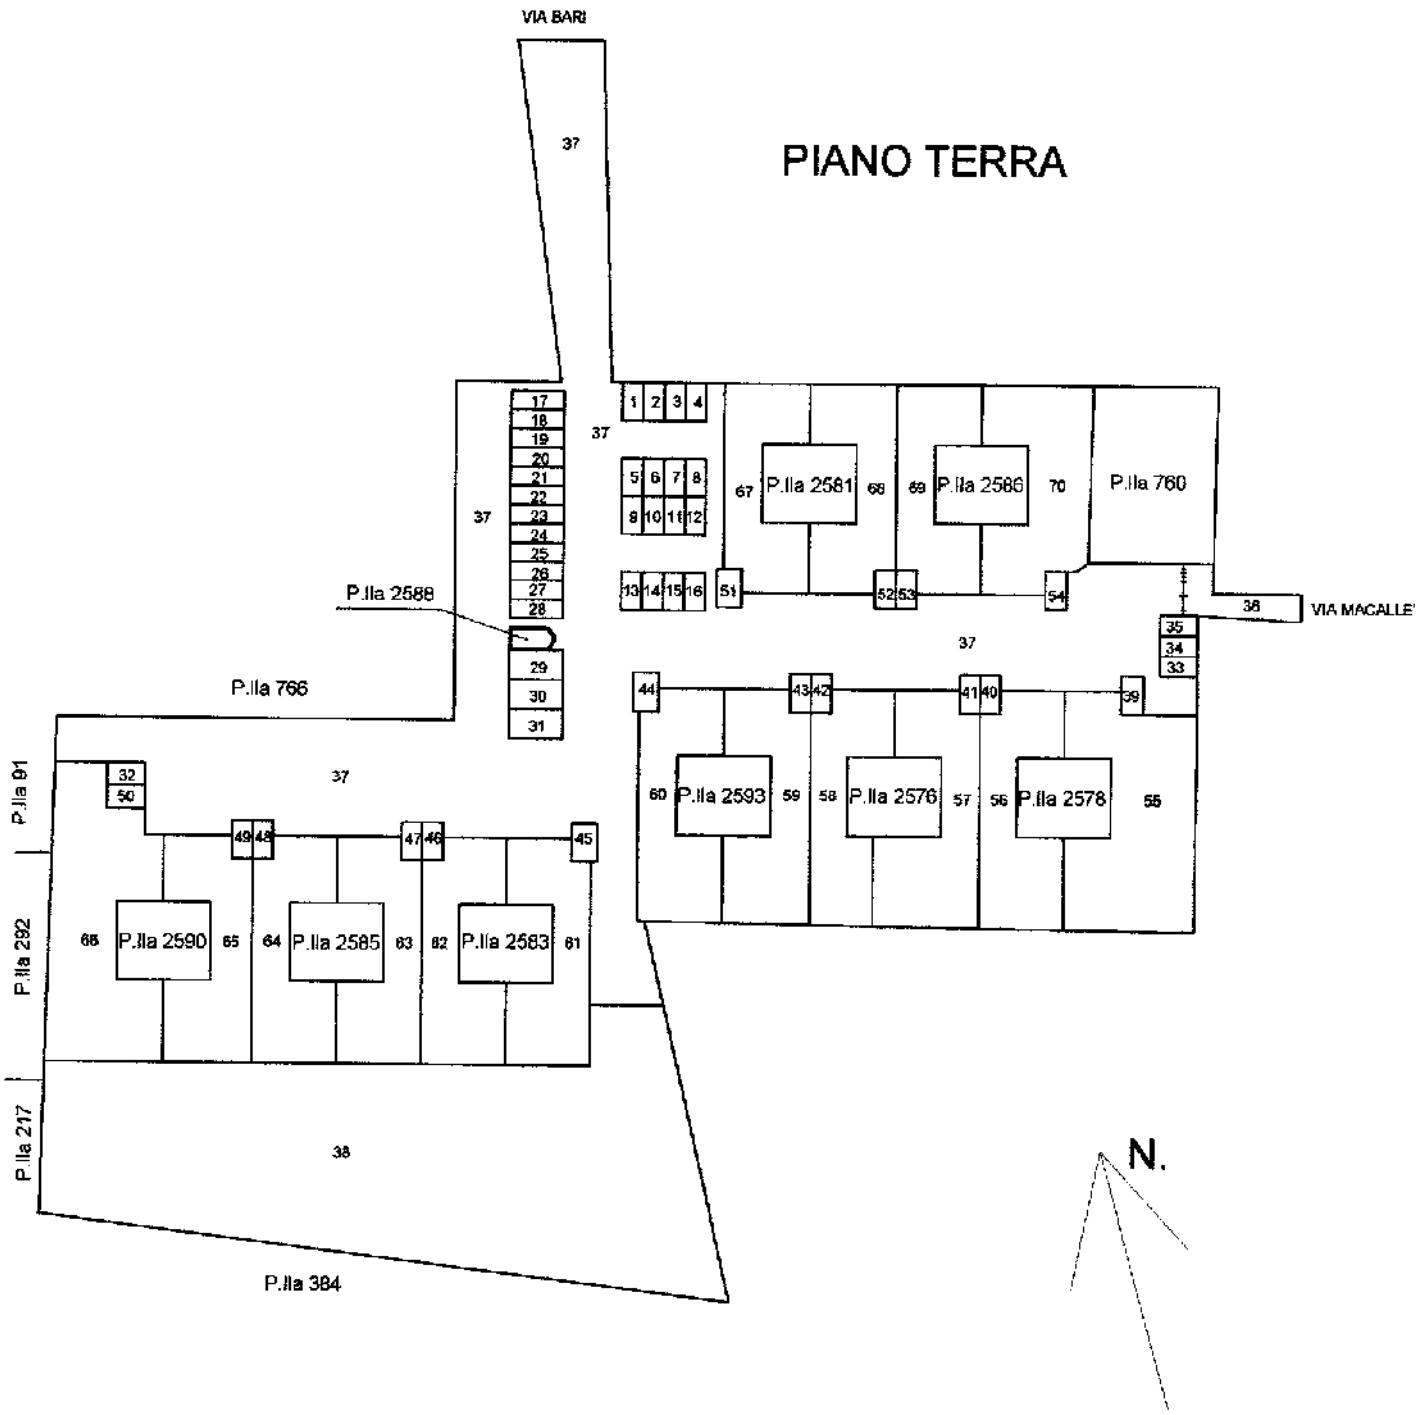 VIA BARI
37
PIANO TERRA
17
18
19
20
21
22
23
24
25
26
27
28
37
37
1 2 3 4
5 6 7 8
9 10 11 12
13 14 15 16
67
P.lla 2581
68
69
P.lla 2586
70
P.lla 760
51
52 53
54
36
VIA MACALLE'
P.lla 2588
29
30
31
37
35
34
33
P.lla 766
44
43 42
41 40
39
P.lla 91
32
50
37
60
P.lla 2593
59
58
P.lla 2576
57
56
P.lla 2578
55
49 48
47 46
45
P.lla 292
66
P.lla 2590
65
64
P.lla 2585
63
62
P.lla 2583
61
P.lla 217
38
N.
P.lla 384